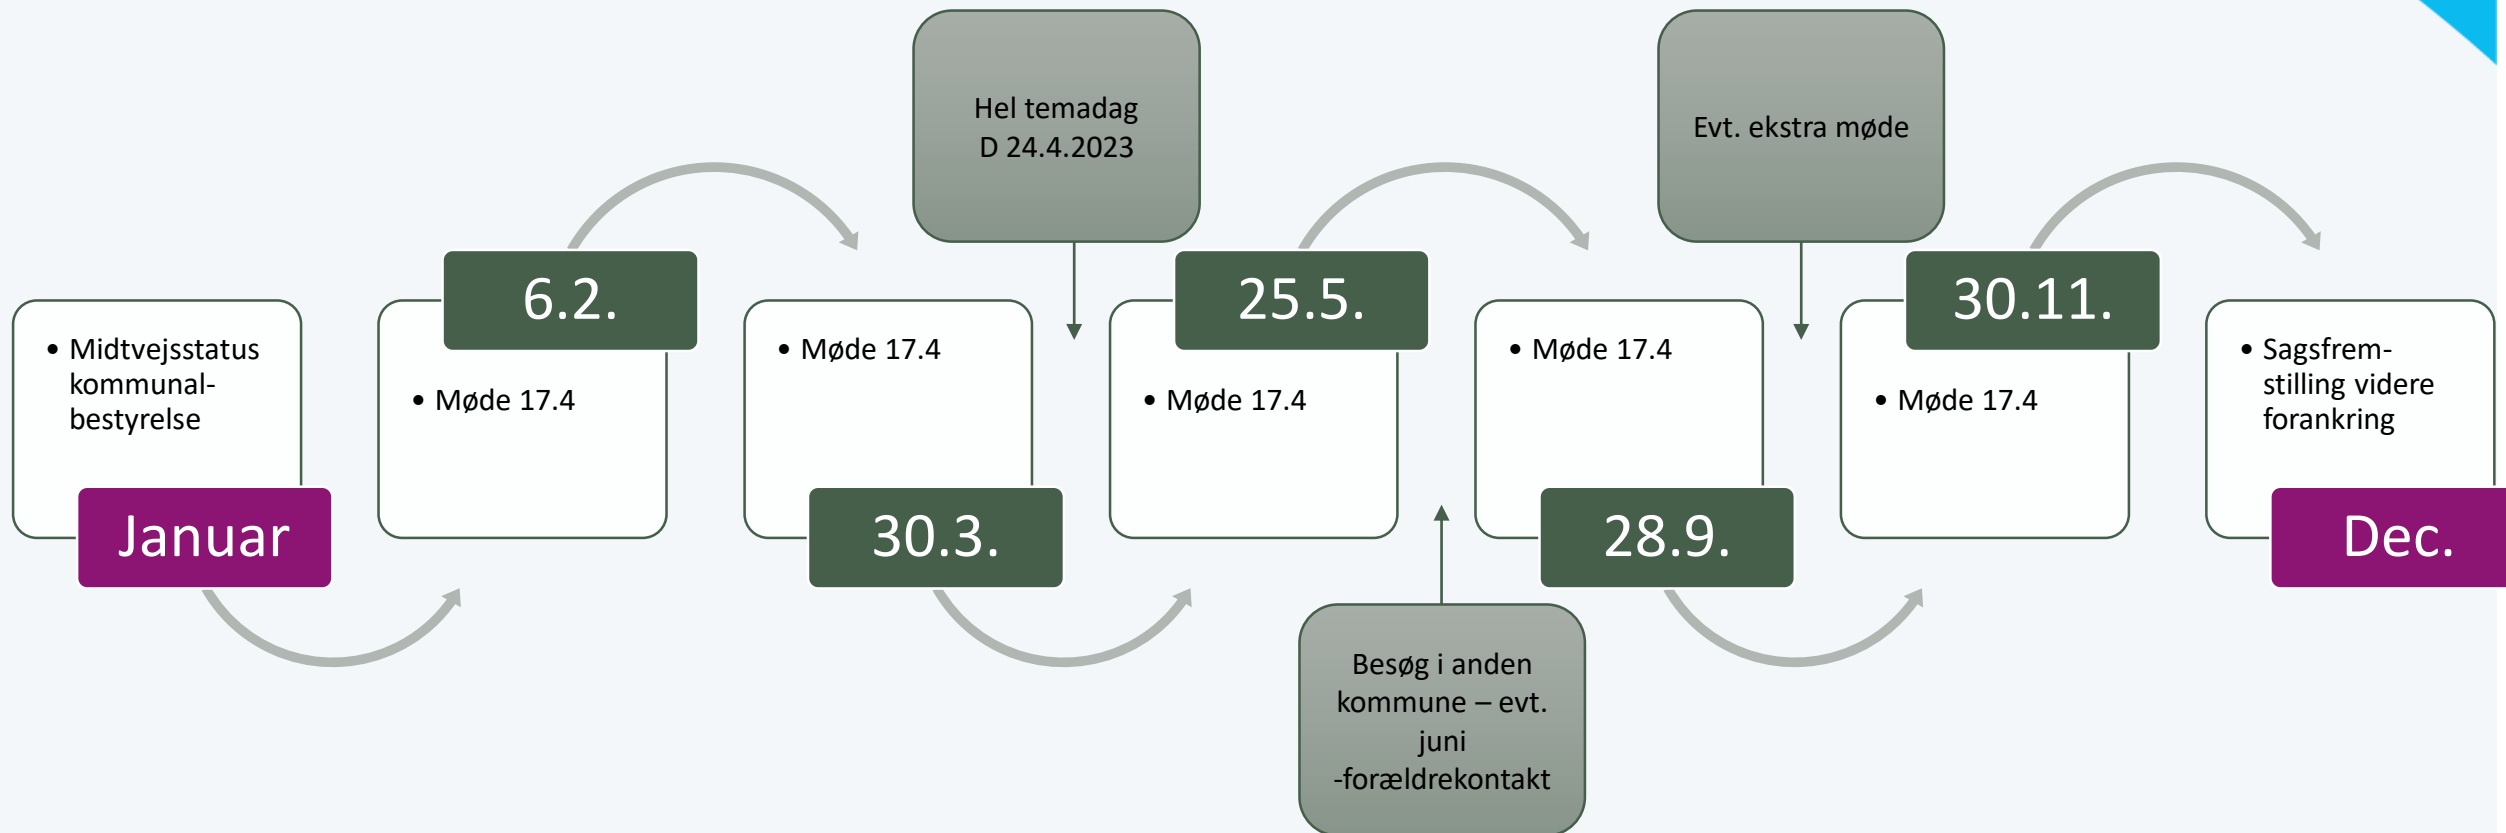 Midtvejsstatus
kommunal-
bestyrelse
Januar
6.2.
Møde 17.4
Møde 17.4
30.3.
Hel temadag
D 24.4.2023
25.5.
Møde 17.4
Besøg i anden
kommune – evt.
juni
-forældrekontakt
Møde 17.4
28.9.
Evt. ekstra møde
30.11.
Møde 17.4
Sagsfrem-
stilling videre
forankring
Dec.